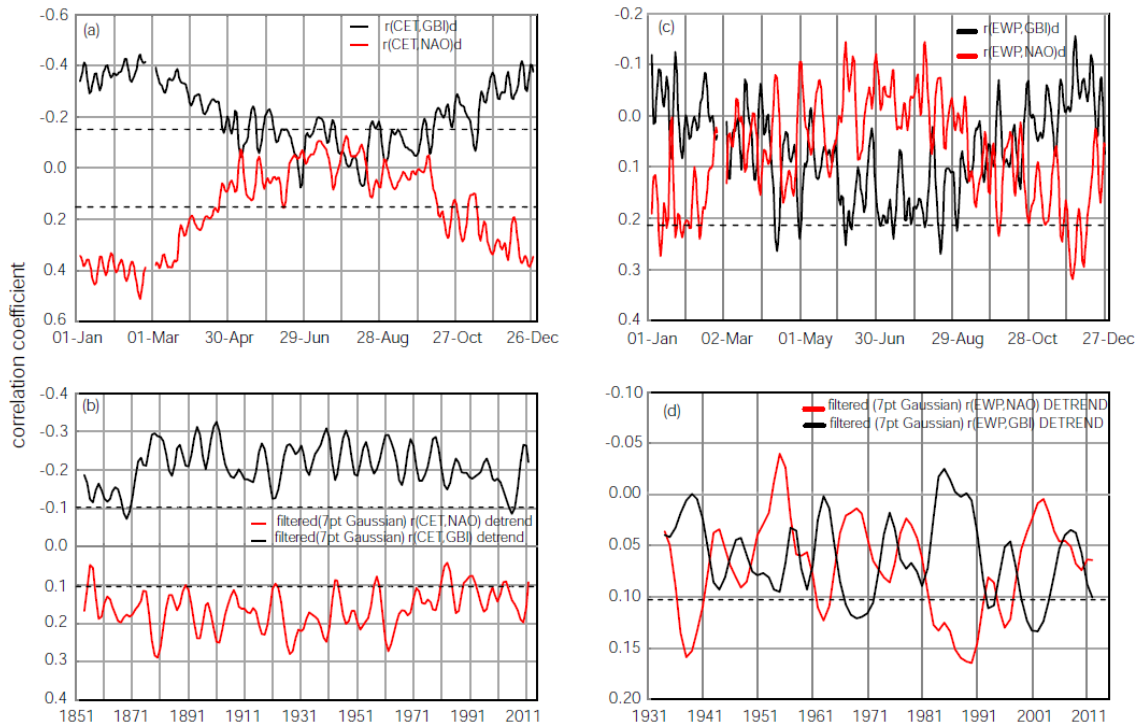 correlation coefficient
(a)
r(CET,GBI)d
r(CET,NAO)d
-0.6
-0.4
-0.2
0.0
0.2
0.4
0.6
01-Jan 01-Mar 30-Apr 29-Jun 28-Aug 27-Oct 26-Dec
(c)
r(EWP,GBI)d
r(EWP,NAO)d
-0.2
-0.1
0.0
0.1
0.2
0.3
0.4
01-Jan 02-Mar 01-May 30-Jun 29-Aug 28-Oct 27-Dec
(b)
-0.4
-0.3
-0.2
-0.1
0.0
0.1
0.2
0.3
0.4
filtered(7pt Gaussian) r(CET,NAO) detrend
filtered(7pt Gaussian) r(CET,GBI) detrend
1851 1871 1891 1911 1931 1951 1971 1991 2011
(d)
filtered (7pt Gaussian) r(EWP,NAO) DETREND
filtered (7pt Gaussian) r(EWP,GBI) DETREND
-0.10
-0.05
0.00
0.05
0.10
0.15
0.20
1931 1941 1951 1961 1971 1981 1991 2001 2011